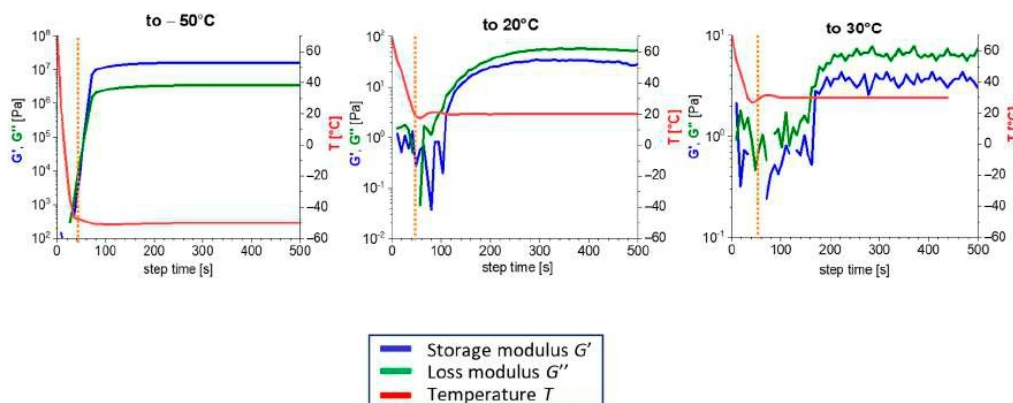 to – 50°C
10⁸
10⁷
10⁶
10⁵
10⁴
10³
10²
G', G'' [Pa]
60
40
20
0
–20
–40
–60
T [°C]
0 100 200 300 400 500
step time [s]
to 20°C
10²
10¹
10⁰
10⁻¹
10⁻²
G', G'' [Pa]
60
40
20
0
–20
–40
–60
T [°C]
0 100 200 300 400 500
step time [s]
to 30°C
10¹
10⁰
10⁻¹
G', G'' [Pa]
60
40
20
0
–20
–40
–60
T [°C]
0 100 200 300 400 500
step time [s]
Storage modulus G'
Loss modulus G''
Temperature T